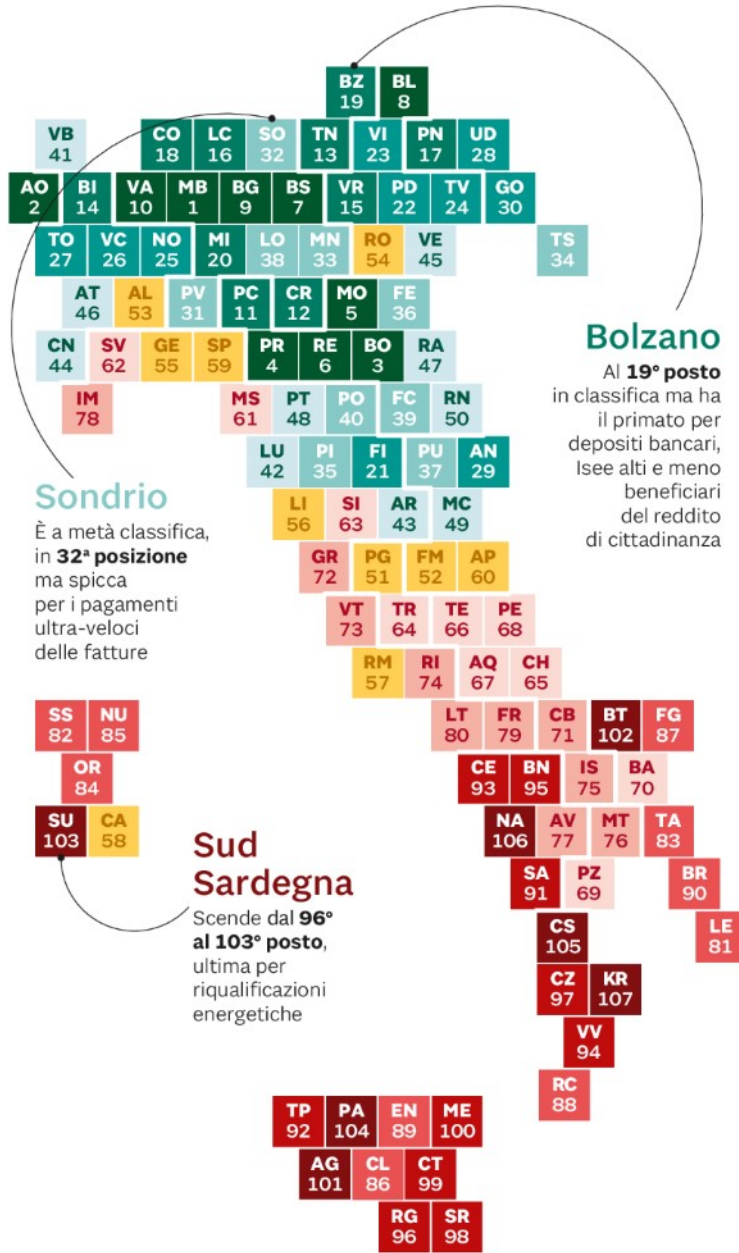 BZ BL
19 8
VB CO LC SO TN VI PN UD
41 18 16 32 13 23 17 28
AO BI VA MB BG BS VR PD TV GO
2 14 10 1 9 7 15 22 24 30
TO VC NO MI LO MN RO VE TS
27 26 25 20 38 33 54 45 34
AT AL PV PC CR MO FE
46 53 31 11 12 5 36
CN SV GE SP PR RE BO RA
44 62 55 59 4 6 3 47
IM MS PT PO FC RN
78 61 48 40 39 50
LU PI FI PU AN
42 35 21 37 29
LI SI AR MC
56 63 43 49
GR PG FM AP
72 51 52 60
VT TR TE PE
73 64 66 68
RM RI AQ CH
57 74 67 65
SS NU LT FR CB BT FG
82 85 80 79 71 102 87
OR CE BN IS BA
84 93 95 75 70
SU CA NA AV MT TA
103 58 106 77 76 83
SA PZ BR
91 69 90
CS LE
105 81
CZ KR
97 107
VV
94
RC
88
TP PA EN ME
92 104 89 100
AG CL CT
101 86 99
RG SR
96 98
Bolzano
Al 19° posto
in classifica ma ha
il primato per
depositi bancari,
Isee alti e meno
beneficiari
del reddito
di cittadinanza
Sondrio
È a metà classifica,
in 32ª posizione
ma spicca
per i pagamenti
ultra-veloci
delle fatture
Sud
Sardegna
Scende dal 96°
al 103° posto,
ultima per
riqualificazioni
energetiche